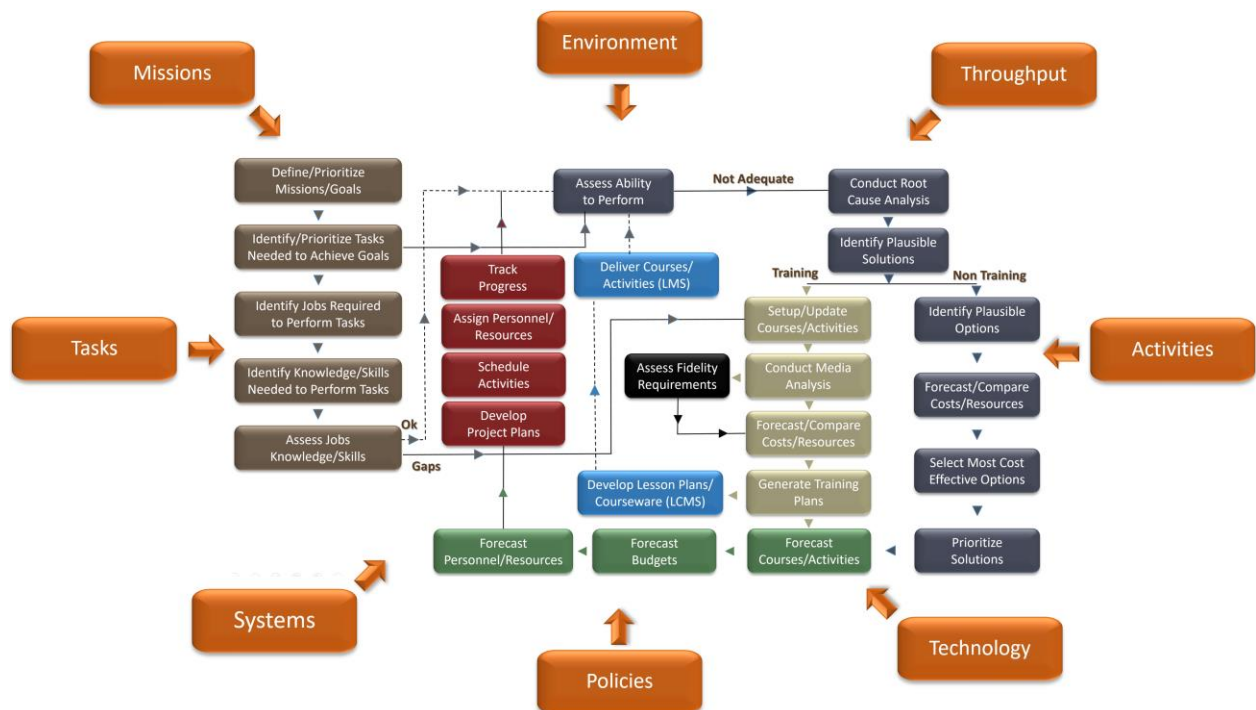 Environment
Missions
Throughput
Define/Prioritize
Missions/Goals
Assess Ability
to Perform
Not Adequate
Conduct Root
Cause Analysis
Identify/Prioritize Tasks
Needed to Achieve Goals
Identify Plausible
Solutions
Track
Progress
Deliver Courses/
Activities (LMS)
Training
Non Training
Identify Jobs Required
to Perform Tasks
Assign Personnel/
Resources
Setup/Update
Courses/Activities
Identify Plausible
Options
Tasks
Activities
Identify Knowledge/Skills
Needed to Perform Tasks
Schedule
Activities
Assess Fidelity
Requirements
Conduct Media
Analysis
Forecast/Compare
Costs/Resources
Ok
Assess Jobs
Knowledge/Skills
Gaps
Develop
Project Plans
Forecast/Compare
Costs/Resources
Select Most Cost
Effective Options
Develop Lesson Plans/
Courseware (LCMS)
Generate Training
Plans
Forecast
Personnel/Resources
Forecast
Budgets
Forecast
Courses/Activities
Prioritize
Solutions
Systems
Policies
Technology